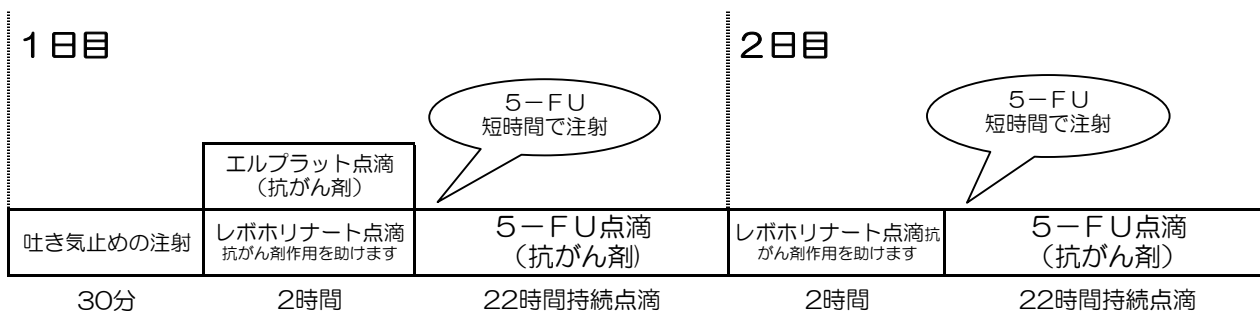 1日目
2日目
5-FU
短時間で注射
5-FU
短時間で注射
エルプラット点滴
(抗がん剤)
吐き気止めの注射
レボホリナート点滴
抗がん剤作用を助けます
5-FU点滴
(抗がん剤)
レボホリナート点滴抗
がん剤作用を助けます
5-FU点滴
(抗がん剤)
30分
2時間
22時間持続点滴
2時間
22時間持続点滴